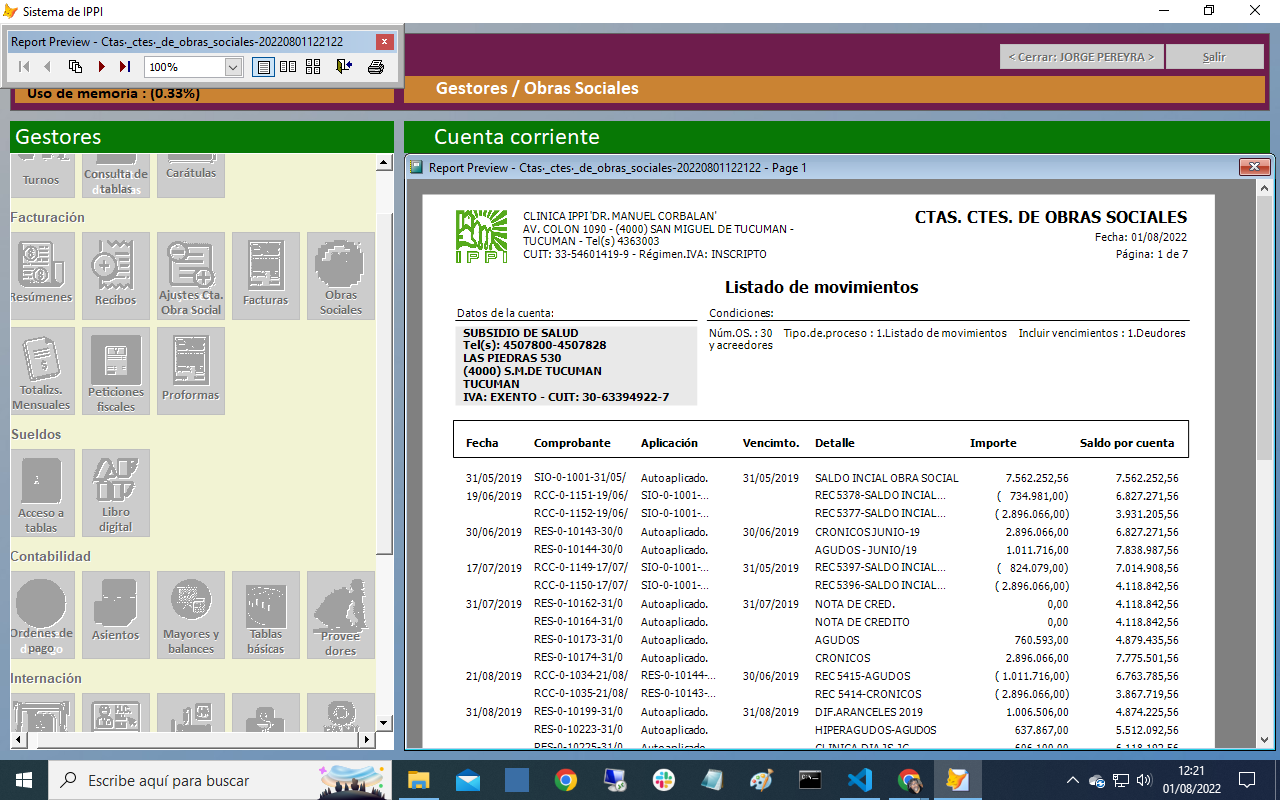 Sistema de IPPI
Report Preview - Ctas·_ctes·_de_obras_sociales-20220801122122
100%
Uso de memoria : (0.33%)
< Cerrar: JORGE PEREYRA >
Salir
Gestores / Obras Sociales
Gestores
Turnos
Consulta de tablas
Carátulas
Facturación
Resúmenes
Recibos
Ajustes Cta. Obra Social
Facturas
Obras Sociales
Totalizs. Mensuales
Peticiones fiscales
Proformas
Sueldos
Acceso a tablas
Libro digital
Contabilidad
Ordenes de pago
Asientos
Mayores y balances
Tablas básicas
Provee dores
Internación
Cuenta corriente
Report Preview - Ctas·_ctes·_de_obras_sociales-20220801122122 - Page 1
IPPI
CLINICA IPPI 'DR. MANUEL CORBALAN'
AV. COLON 1090 - (4000) SAN MIGUEL DE TUCUMAN -
TUCUMAN - Tel(s) 4363003
CUIT: 33-54601419-9 - Régimen.IVA: INSCRIPTO
CTAS. CTES. DE OBRAS SOCIALES
Fecha: 01/08/2022
Página: 1 de 7
Listado de movimientos
Datos de la cuenta:
SUBSIDIO DE SALUD
Tel(s): 4507800-4507828
LAS PIEDRAS 530
(4000) S.M.DE TUCUMAN
TUCUMAN
IVA: EXENTO - CUIT: 30-63394922-7
Condiciones:
Núm.OS. : 30 Tipo.de.proceso : 1.Listado de movimientos Incluir vencimientos : 1.Deudores
y acreedores
Fecha Comprobante Aplicación Vencimto. Detalle Importe Saldo por cuenta
31/05/2019 SIO-0-1001-31/05/ Autoaplicado. 31/05/2019 SALDO INCIAL OBRA SOCIAL 7.562.252,56 7.562.252,56
19/06/2019 RCC-0-1151-19/06/ SIO-0-1001-... REC5378-SALDO INCIAL... ( 734.981,00) 6.827.271,56
RCC-0-1152-19/06/ SIO-0-1001-... REC5377-SALDO INCIAL... ( 2.896.066,00) 3.931.205,56
30/06/2019 RES-0-10143-30/0 Autoaplicado. 30/06/2019 CRONICOS JUNIO-19 2.896.066,00 6.827.271,56
RES-0-10144-30/0 Autoaplicado. AGUDOS - JUNIO/19 1.011.716,00 7.838.987,56
17/07/2019 RCC-0-1149-17/07/ SIO-0-1001-... 31/05/2019 REC5397-SALDO INCIAL... ( 824.079,00) 7.014.908,56
RCC-0-1150-17/07/ SIO-0-1001-... REC5396-SALDO INCIAL... ( 2.896.066,00) 4.118.842,56
31/07/2019 RES-0-10162-31/0 Autoaplicado. 31/07/2019 NOTA DE CRED. 0,00 4.118.842,56
RES-0-10164-31/0 Autoaplicado. NOTA DE CREDITO 0,00 4.118.842,56
RES-0-10173-31/0 Autoaplicado. AGUDOS 760.593,00 4.879.435,56
RES-0-10174-31/0 Autoaplicado. CRONICOS 2.896.066,00 7.775.501,56
21/08/2019 RCC-0-1034-21/08/ RES-0-10144-... 30/06/2019 REC 5415-AGUDOS ( 1.011.716,00) 6.763.785,56
RCC-0-1035-21/08/ RES-0-10143-... REC 5414-CRONICOS ( 2.896.066,00) 3.867.719,56
31/08/2019 RES-0-10199-31/0 Autoaplicado. 31/08/2019 DIF.ARANCELES 2019 1.006.506,00 4.874.225,56
RES-0-10223-31/0 Autoaplicado. HIPERAGUDOS-AGUDOS 637.867,00 5.512.092,56
RES-0-10225-31/0 Autoaplicado.
Escribe aquí para buscar
12:21
01/08/2022